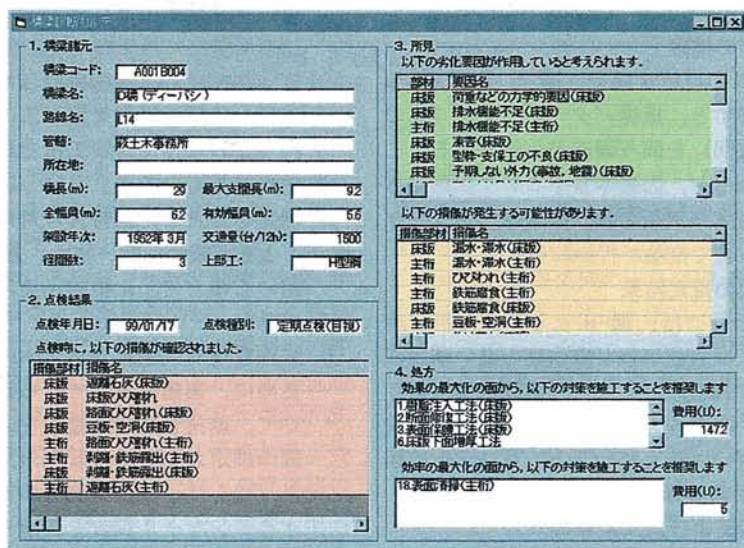 橋梁診断カルテ
1. 橋梁諸元
橋梁コード: A001B004
橋梁名: D橋 (ディーバシ)
路線名: L14
管轄: 該土木事務所
所在地:
橋長(m): 29 最大支間長(m): 9.2
全幅員(m): 6.2 有効幅員(m): 5.5
架設年次: 1952年 3月 交通量(台/12h): 1500
径間数: 3 上部工: H型鋼
2. 点検結果
点検年月日: 99/01/17 点検種別: 定期点検(目視)
点検時に, 以下の損傷が確認されました。
損傷部材 損傷名
床版 遊離石灰(床版)
床版 床版ひび割れ
床版 路面ひび割れ(床版)
床版 豆板・空洞(床版)
主桁 路面ひび割れ(主桁)
主桁 剥離・鉄筋露出(主桁)
床版 剥離・鉄筋露出(床版)
主桁 遊離石灰(主桁)
3. 所見
以下の劣化要因が作用していると考えられます。
部材 要因名
床版 荷重などの力学的要因(床版)
床版 排水機能不足(床版)
主桁 排水機能不足(主桁)
床版 凍害(床版)
床版 型枠・支保工の不良(床版)
床版 予期しない外力(事故, 地震)(床版)
以下の損傷が発生する可能性があります。
損傷部材 損傷名
床版 漏水・滞水(床版)
主桁 漏水・滞水(主桁)
主桁 ひびわれ(主桁)
主桁 鉄筋腐食(主桁)
床版 鉄筋腐食(床版)
主桁 豆板・空洞(主桁)
4. 処方
効果の最大化の面から, 以下の対策を施工することを推奨します
1.樹脂注入工法(床版)
2.断面修復工法(床版)
3.表面保護工法(床版)
6.床版下面増厚工法
費用(U):
147.2
効率の最大化の面から, 以下の対策を施工することを推奨します
18.表面清掃(主桁)
費用(U):
5